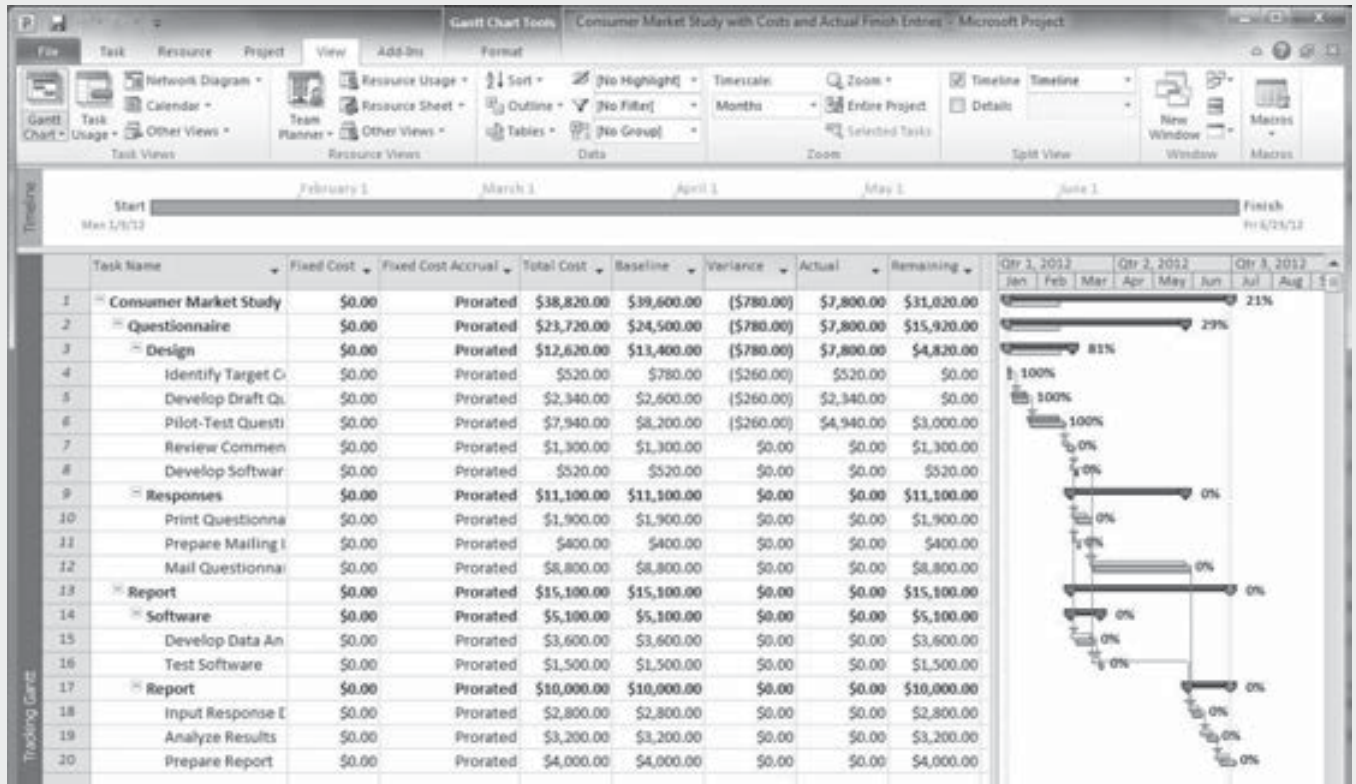 Gantt Chart Tools Consumer Market Study with Costs and Actual Finish Entries - Microsoft Project
File Task Resource Project View Add-Ins Format
Gantt Chart
Task Usage
Network Diagram
Calendar
Other Views
Task Views
Team Planner
Resource Usage
Resource Sheet
Other Views
Resource Views
Sort
Outline
Tables
[No Highlight]
[No Filter]
[No Group]
Data
Timescale:
Months
Zoom
Entire Project
Selected Tasks
Zoom
Timeline Timeline
Details
Split View
New Window
Window
Macros
Macros
Timeline
February 1 March 1 April 1 May 1 June 1
Start
Mon 1/9/12
Finish
Fri 6/29/12
Task Name Fixed Cost Fixed Cost Accrual Total Cost Baseline Variance Actual Remaining
Qtr 1, 2012 Qtr 2, 2012 Qtr 3, 2012
Jan Feb Mar Apr May Jun Jul Aug
1 Consumer Market Study $0.00 Prorated $38,820.00 $39,600.00 ($780.00) $7,800.00 $31,020.00 21%
2 Questionnaire $0.00 Prorated $23,720.00 $24,500.00 ($780.00) $7,800.00 $15,920.00 29%
3 Design $0.00 Prorated $12,620.00 $13,400.00 ($780.00) $7,800.00 $4,820.00 81%
4 Identify Target C $0.00 Prorated $520.00 $780.00 ($260.00) $520.00 $0.00 100%
5 Develop Draft Qu $0.00 Prorated $2,340.00 $2,600.00 ($260.00) $2,340.00 $0.00 100%
6 Pilot-Test Questi $0.00 Prorated $7,940.00 $8,200.00 ($260.00) $4,940.00 $3,000.00 100%
7 Review Commen $0.00 Prorated $1,300.00 $1,300.00 $0.00 $0.00 $1,300.00 0%
8 Develop Softwar $0.00 Prorated $520.00 $520.00 $0.00 $0.00 $520.00 0%
9 Responses $0.00 Prorated $11,100.00 $11,100.00 $0.00 $0.00 $11,100.00 0%
10 Print Questionna $0.00 Prorated $1,900.00 $1,900.00 $0.00 $0.00 $1,900.00 0%
11 Prepare Mailing L $0.00 Prorated $400.00 $400.00 $0.00 $0.00 $400.00 0%
12 Mail Questionnai $0.00 Prorated $8,800.00 $8,800.00 $0.00 $0.00 $8,800.00 0%
13 Report $0.00 Prorated $15,100.00 $15,100.00 $0.00 $0.00 $15,100.00 0%
14 Software $0.00 Prorated $5,100.00 $5,100.00 $0.00 $0.00 $5,100.00 0%
15 Develop Data An $0.00 Prorated $3,600.00 $3,600.00 $0.00 $0.00 $3,600.00 0%
16 Test Software $0.00 Prorated $1,500.00 $1,500.00 $0.00 $0.00 $1,500.00 0%
17 Report $0.00 Prorated $10,000.00 $10,000.00 $0.00 $0.00 $10,000.00 0%
18 Input Response D $0.00 Prorated $2,800.00 $2,800.00 $0.00 $0.00 $2,800.00 0%
19 Analyze Results $0.00 Prorated $3,200.00 $3,200.00 $0.00 $0.00 $3,200.00 0%
20 Prepare Report $0.00 Prorated $4,000.00 $4,000.00 $0.00 $0.00 $4,000.00 0%
Tracking Gantt